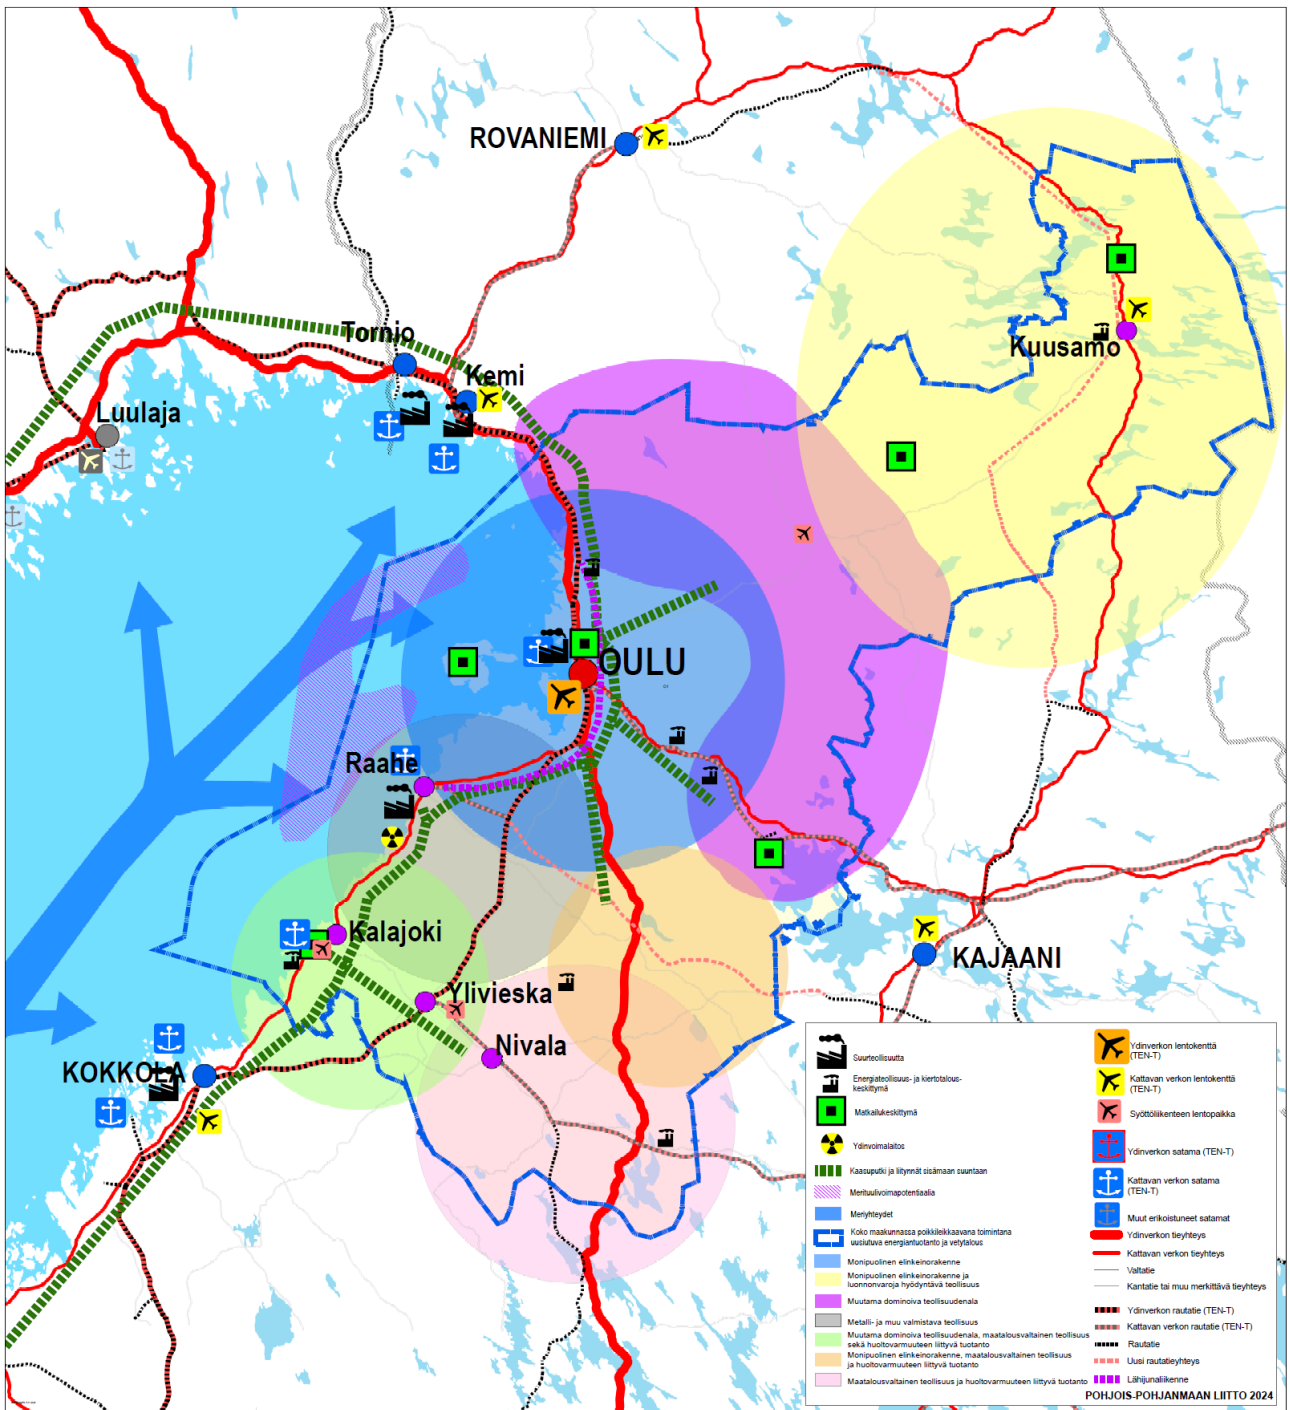 ROVANIEMI
Tornio
Kemi
Luulaja
Kuusamo
OULU
Raahe
Kalajoki
Ylivieska
Nivala
KAJAANI
KOKKOLA
Suurteollisuutta
Energiateollisuus- ja kiertotalous-
keskittymä
Matkailukeskittymä
Ydinvoimalaitos
Kaasuputki ja liitynnät sisämaan suuntaan
Merituulivoimapotentiaalia
Meriyhteydet
Koko maakunnassa poikkileikkaavana toimintana
uusiutuva energiantuotanto ja vetytalous
Monipuolinen elinkeinorakenne
Monipuolinen elinkeinorakenne ja
luonnonvaroja hyödyntävä teollisuus
Muutama dominoiva teollisuudenala
Metalli- ja muu valmistava teollisuus
Muutama dominoiva teollisuudenala, maatalousvaltainen teollisuus
sekä huoltovarmuuteen liittyvä tuotanto
Monipuolinen elinkeinorakenne, maatalousvaltainen teollisuus
ja huoltovarmuuteen liittyvä tuotanto
Maatalousvaltainen teollisuus ja huoltovarmuuteen liittyvä tuotanto
Ydinverkon lentokenttä
(TEN-T)
Kattavan verkon lentokenttä
(TEN-T)
Syöttöliikenteen lentopaikka
Ydinverkon satama (TEN-T)
Kattavan verkon satama
(TEN-T)
Muut erikoistuneet satamat
Ydinverkon tieyhteys
Kattavan verkon tieyhteys
Valtatie
Kantatie tai muu merkittävä tieyhteys
Ydinverkon rautatie (TEN-T)
Kattavan verkon rautatie (TEN-T)
Rautatie
Uusi rautatieyhteys
Lähijunaliikenne
POHJOIS-POHJANMAAN LIITTO 2024